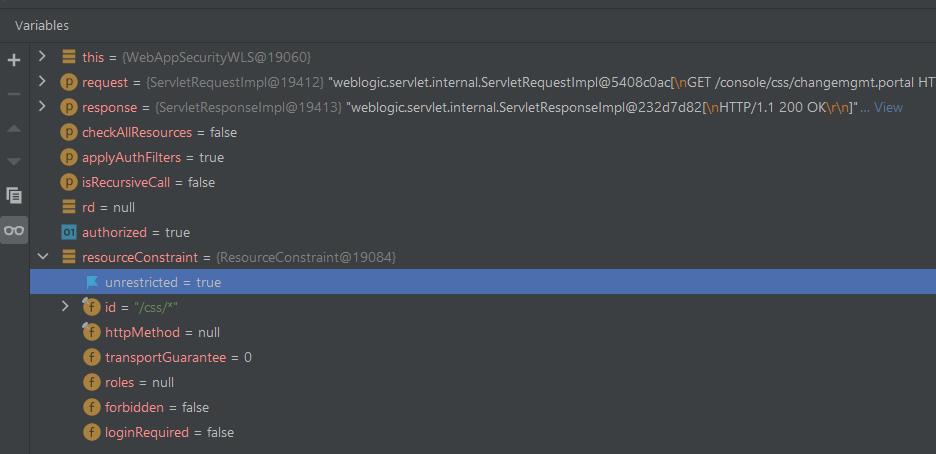 Variables
this = {WebAppSecurityWLS@19060}
request = {ServletRequestImpl@19412} "weblogic.servlet.internal.ServletRequestImpl@5408c0ac[\nGET /console/css/changemgmt.portal HT
response = {ServletResponseImpl@19413} "weblogic.servlet.internal.ServletResponseImpl@232d7d82[\nHTTP/1.1 200 OK\r\n]"... View
checkAllResources = false
applyAuthFilters = true
isRecursiveCall = false
rd = null
authorized = true
resourceConstraint = {ResourceConstraint@19084}
unrestricted = true
id = "/css/*"
httpMethod = null
transportGuarantee = 0
roles = null
forbidden = false
loginRequired = false